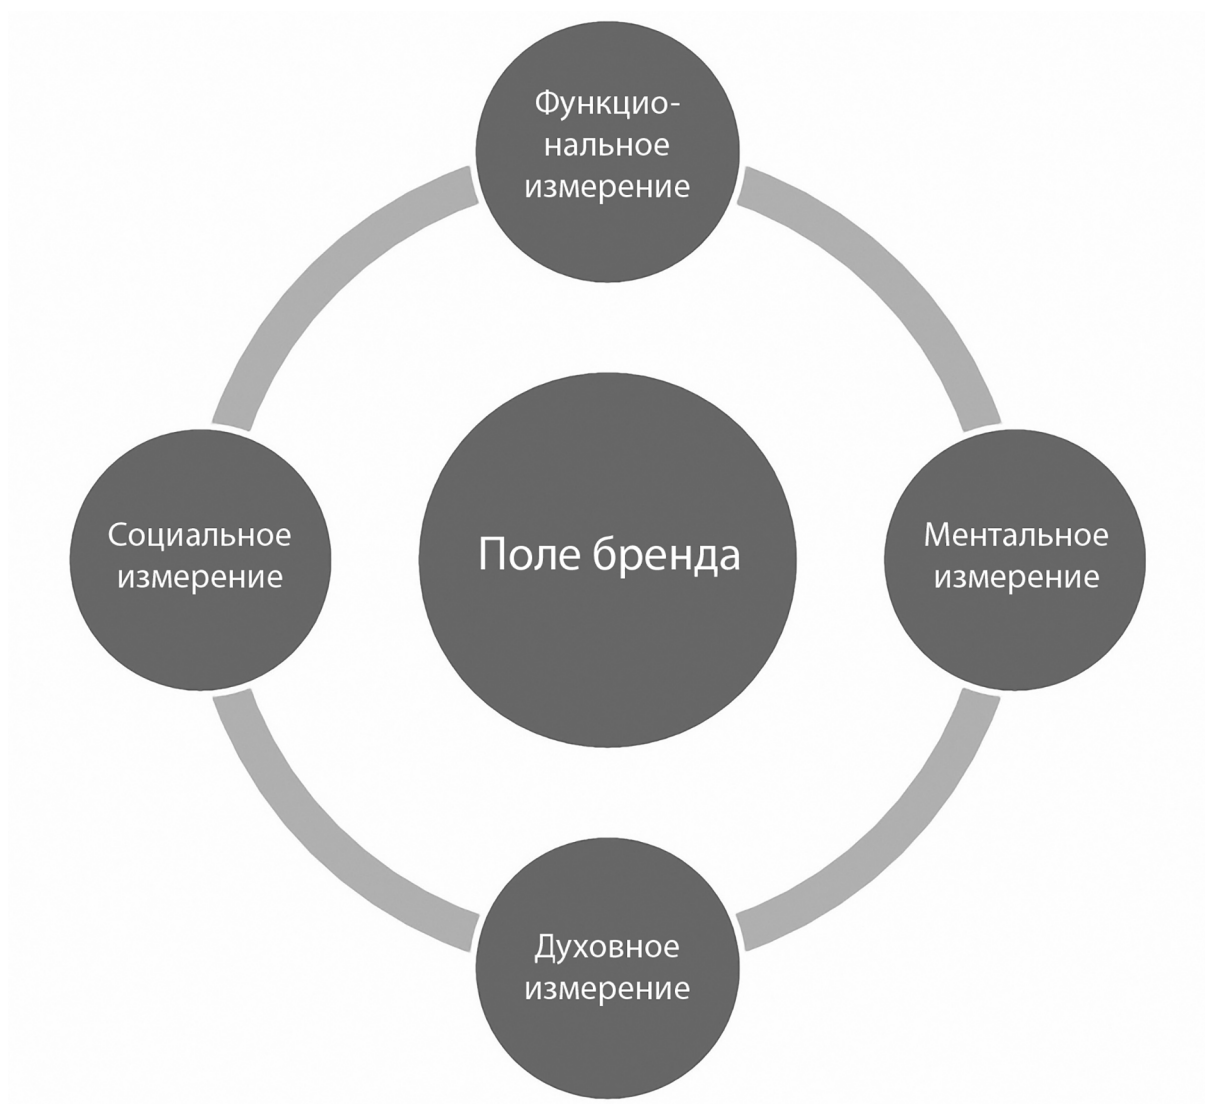 Функцио-
нальное
измерение
Социальное
измерение
Поле бренда
Ментальное
измерение
Духовное
измерение